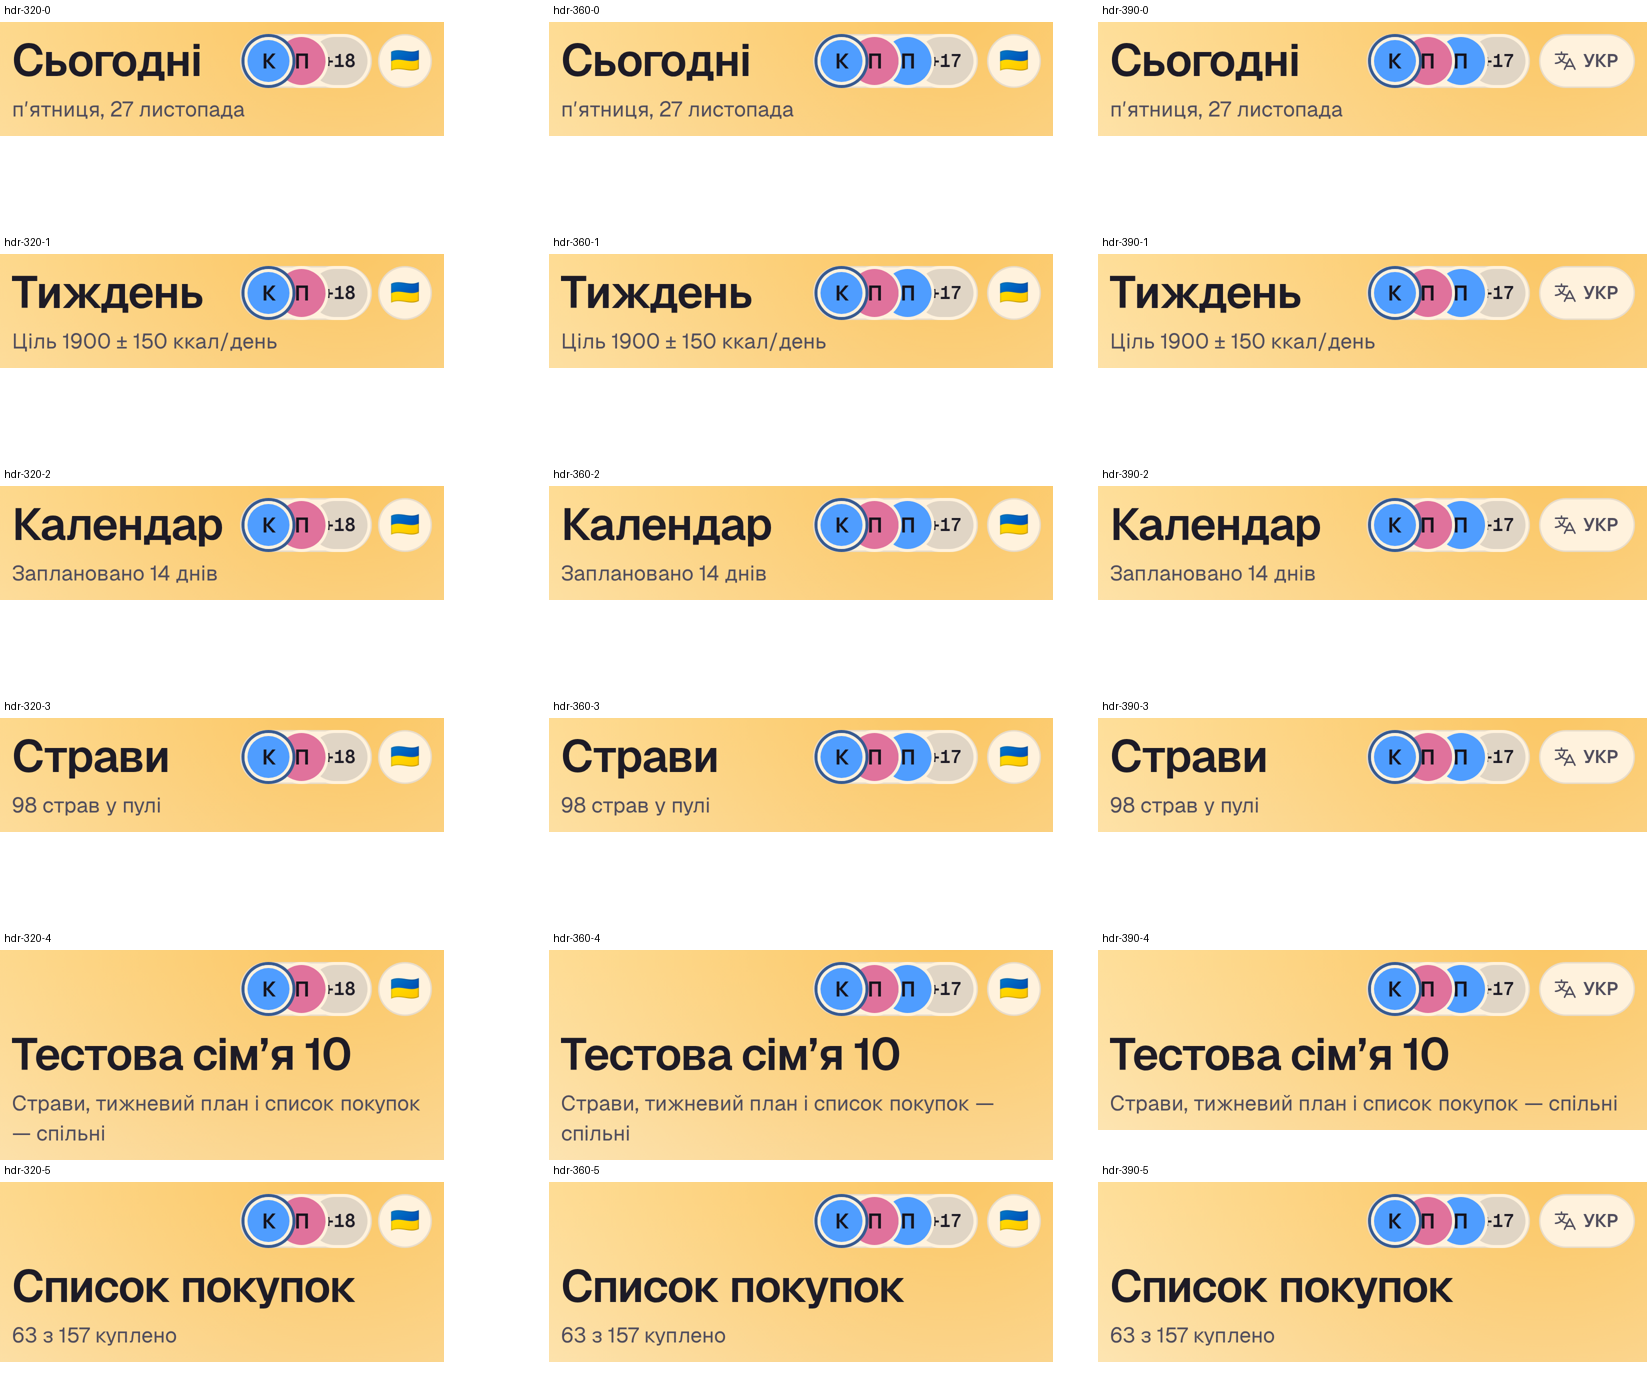 hdr-320-0
hdr-360-0
hdr-390-0
Сьогодні
К П +18
п'ятниця, 27 листопада
Сьогодні
К П П +17
п'ятниця, 27 листопада
Сьогодні
К П П +17
УКР
п'ятниця, 27 листопада
hdr-320-1
hdr-360-1
hdr-390-1
Тиждень
К П +18
Ціль 1900 ± 150 ккал/день
Тиждень
К П П +17
Ціль 1900 ± 150 ккал/день
Тиждень
К П П +17
УКР
Ціль 1900 ± 150 ккал/день
hdr-320-2
hdr-360-2
hdr-390-2
Календар
К П +18
Заплановано 14 днів
Календар
К П П +17
Заплановано 14 днів
Календар
К П П +17
УКР
Заплановано 14 днів
hdr-320-3
hdr-360-3
hdr-390-3
Страви
К П +18
98 страв у пулі
Страви
К П П +17
98 страв у пулі
Страви
К П П +17
УКР
98 страв у пулі
hdr-320-4
hdr-360-4
hdr-390-4
К П +18
Тестова сім’я 10
Страви, тижневий план і список покупок
— спільні
К П П +17
Тестова сім’я 10
Страви, тижневий план і список покупок —
спільні
К П П +17
УКР
Тестова сім’я 10
Страви, тижневий план і список покупок — спільні
hdr-320-5
hdr-360-5
hdr-390-5
К П +18
Список покупок
63 з 157 куплено
К П П +17
Список покупок
63 з 157 куплено
К П П +17
УКР
Список покупок
63 з 157 куплено